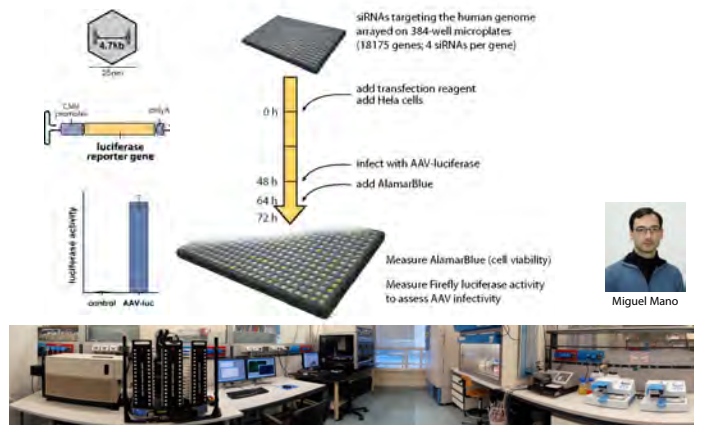 4.7kb
25nm
CMV
promoter
polyA
luciferase
reporter gene
luciferase activity
control
AAV-luc
siRNAs targeting the human genome
arrayed on 384-well microplates
(18175 genes; 4 siRNAs per gene)
0 h
add transfection reagent
add Hela cells
48 h
infect with AAV-luciferase
64 h
add AlamarBlue
72 h
Measure AlamarBlue (cell viability)
Measure Firefly luciferase activity
to assess AAV infectivity
Miguel Mano